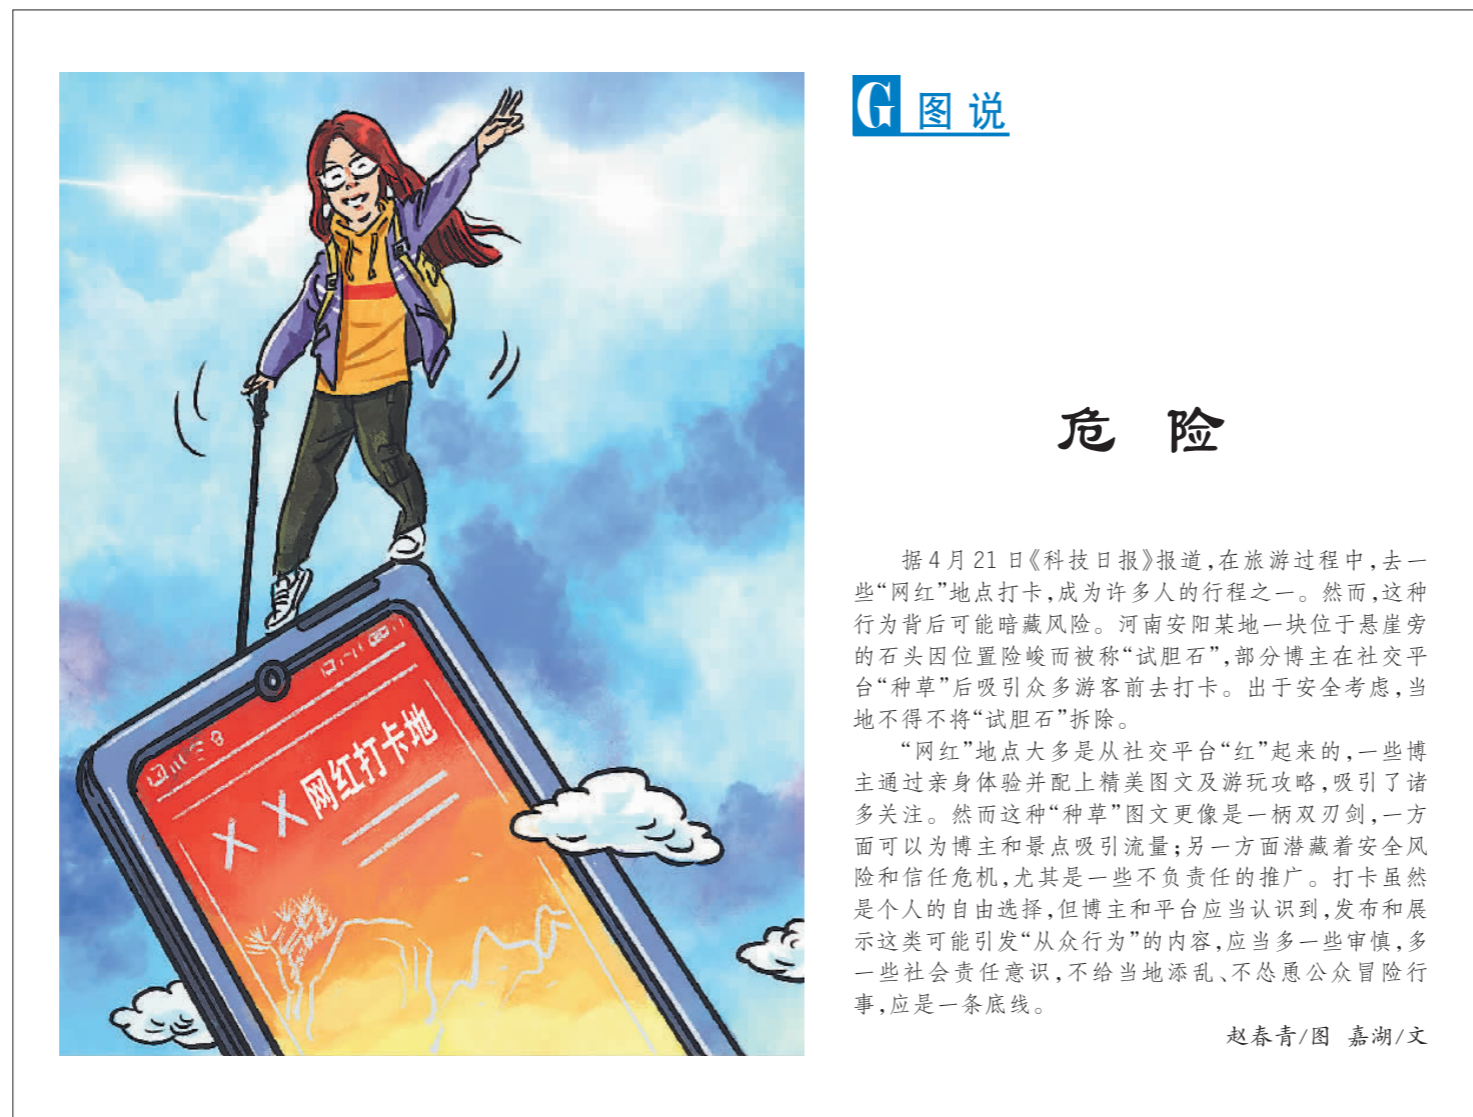 G 图说
危险
据4月21日《科技日报》报道,在旅游过程中,去一
些“网红”地点打卡,成为许多人的行程之一。然而,这种
行为背后可能暗藏风险。河南安阳某地一块位于悬崖旁
的石头因位置险峻而被称“试胆石”,部分博主在社交平
台“种草”后吸引众多游客前去打卡。出于安全考虑,当
地不得不将“试胆石”拆除。
“网红”地点大多是从社交平台“红”起来的,一些博
主通过亲身体验并配上精美图文及游玩攻略,吸引了诸
多关注。然而这种“种草”图文更像是一柄双刃剑,一方
面可以为博主和景点吸引流量;另一方面潜藏着安全风
险和信任危机,尤其是一些不负责任的推广。打卡虽然
是个人的自由选择,但博主和平台应当认识到,发布和展
示这类可能引发“从众行为”的内容,应当多一些审慎,多
一些社会责任意识,不给当地添乱、不怂恿公众冒险行
事,应是一条底线。
赵春青/图 嘉湖/文
XX网红打卡地